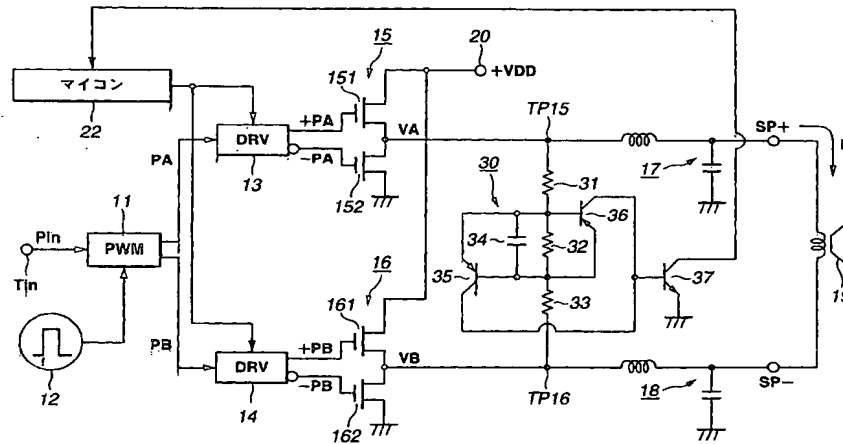 15
20
+VDD
151
マイコン
22
+PA
VA
TP15
SP+
DRV
13
-PA
152
17
PA
11
30
31
36
Pin
PWM
34
32
Tin
35
16
33
37
161
12
PB
+PB
VB
DRV
14
-PB
162
TP16
18
SP-